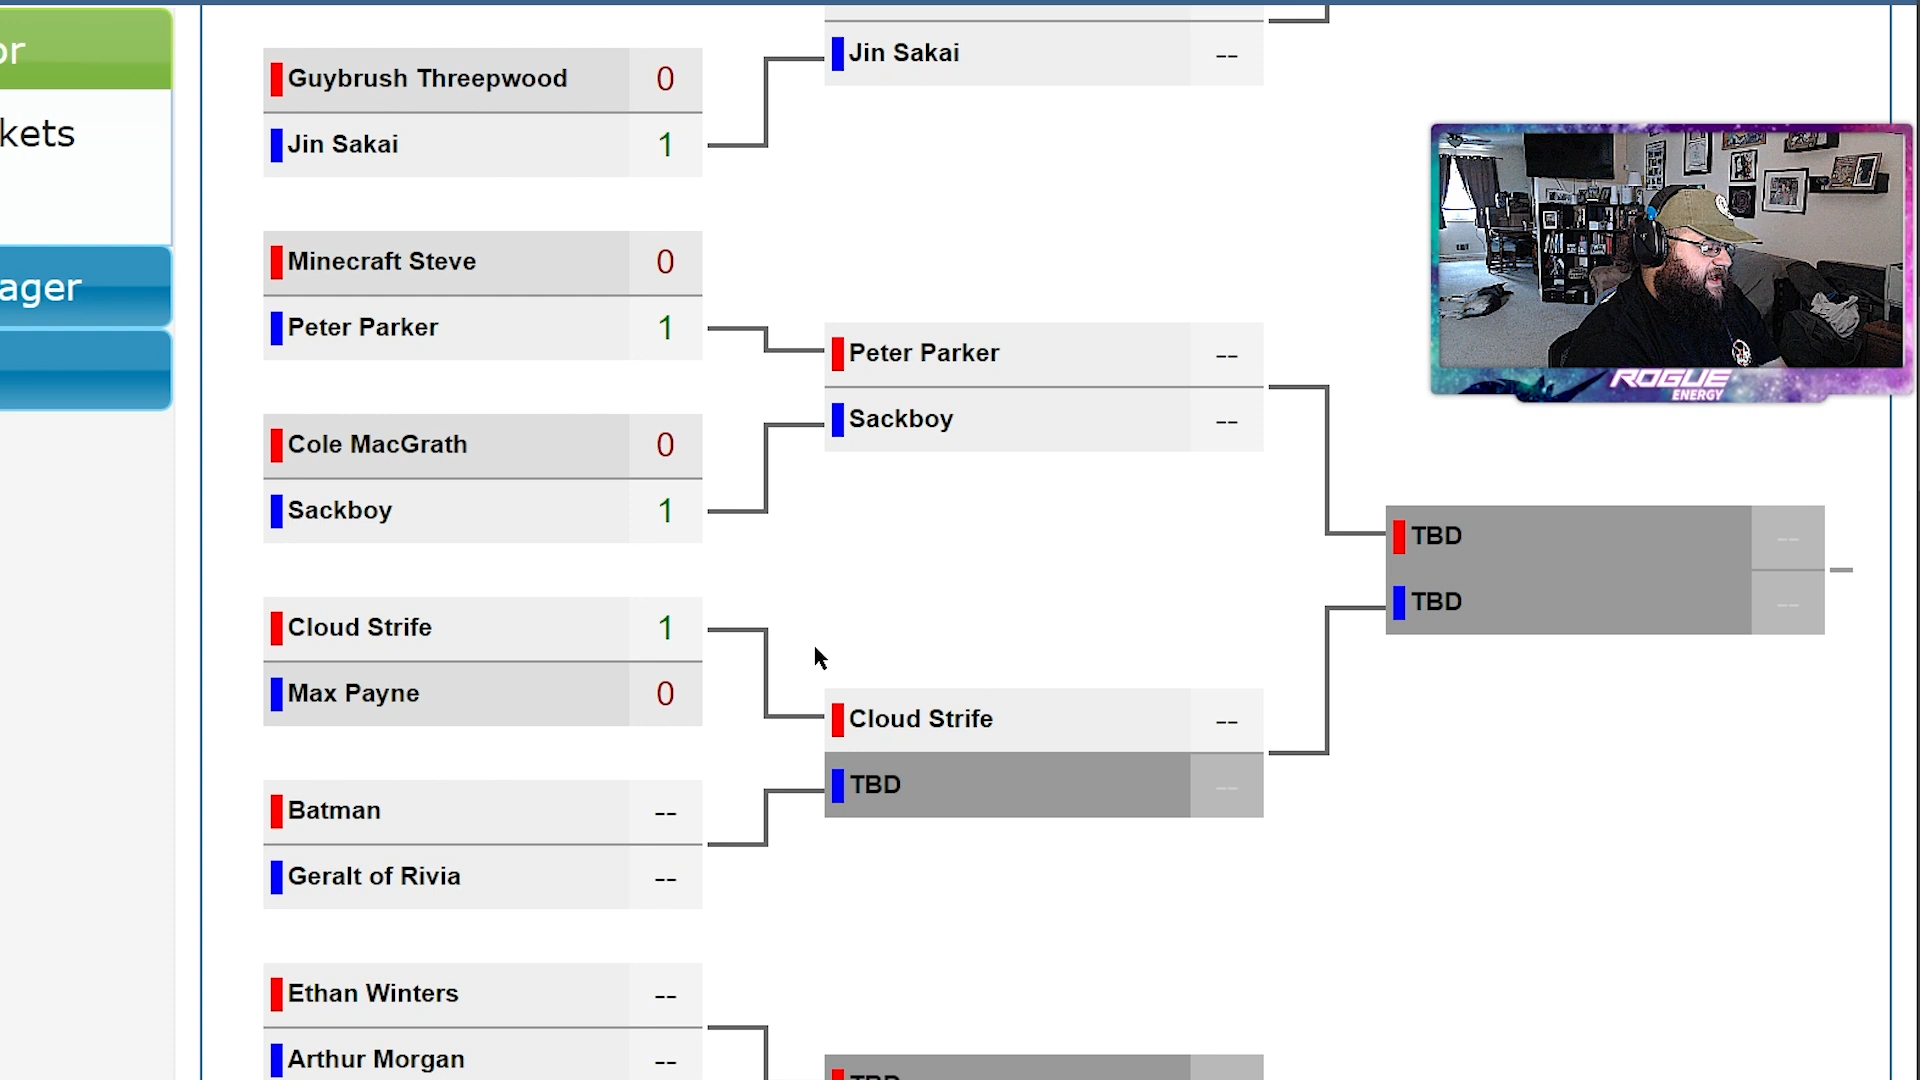 or
kets
ager
Guybrush Threepwood 0
Jin Sakai 1
Minecraft Steve 0
Peter Parker 1
Cole MacGrath 0
Sackboy 1
Cloud Strife 1
Max Payne 0
Batman --
Geralt of Rivia --
Ethan Winters --
Arthur Morgan --
Jin Sakai --
Peter Parker --
Sackboy --
Cloud Strife --
TBD --
TBD
TBD --
TBD --
ROGUE
ENERGY